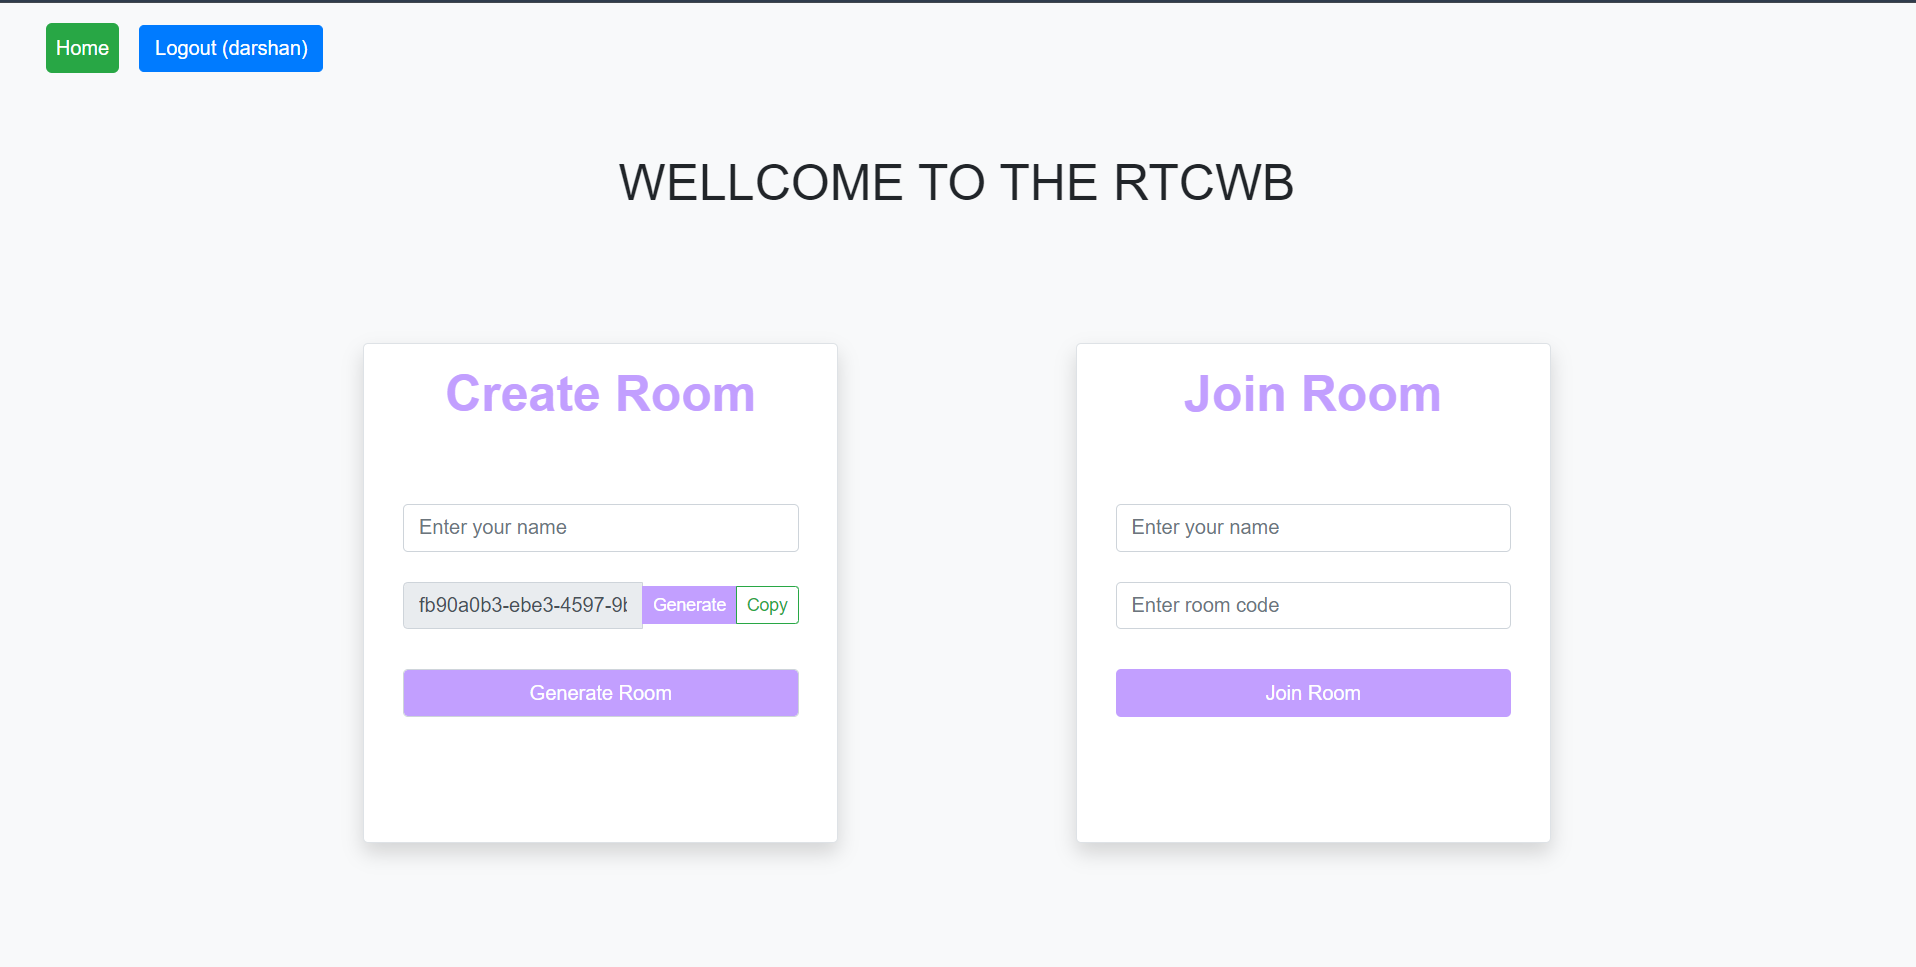 Home Logout (darshan)
WELLCOME TO THE RTCWB
Create Room
Enter your name
fb90a0b3-ebe3-4597-9 Generate Copy
Generate Room
Join Room
Enter your name
Enter room code
Join Room